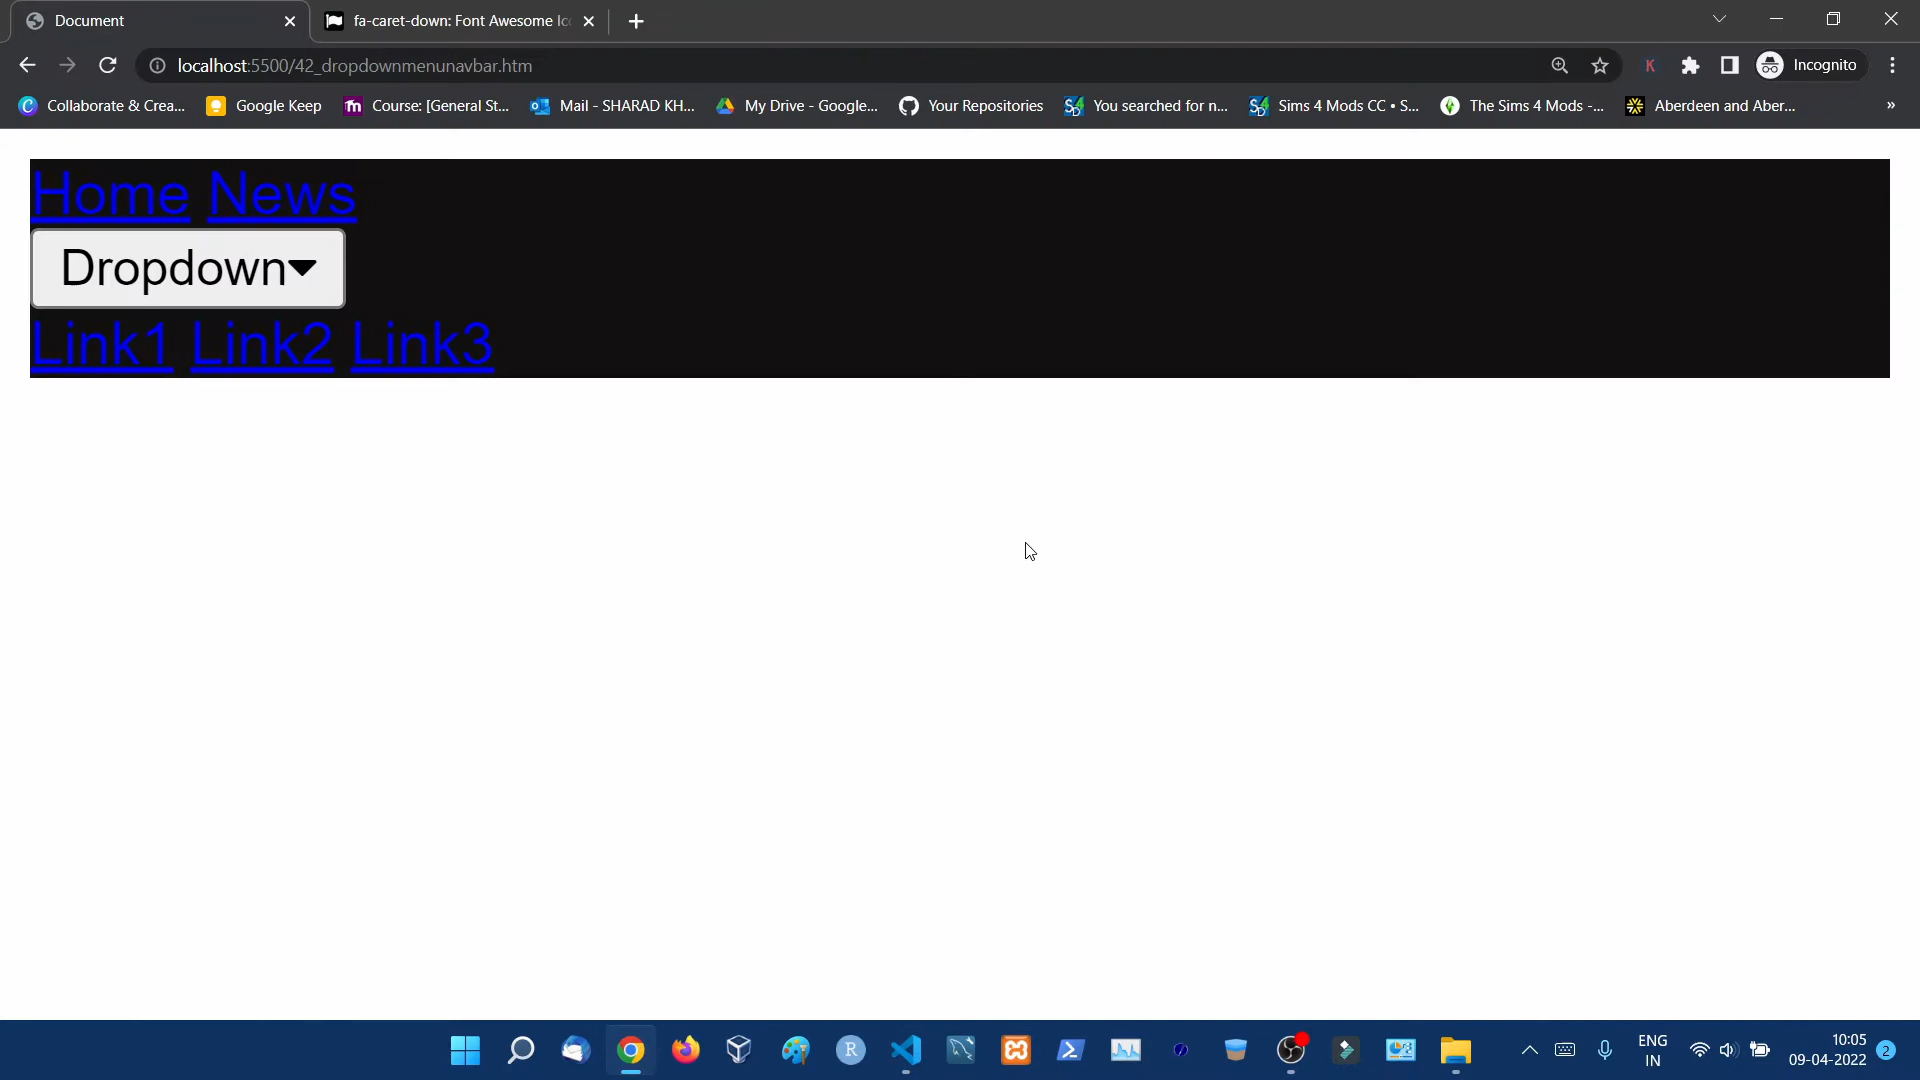 Document
fa-caret-down: Font Awesome Ic
localhost:5500/42_dropdownmenunavbar.htm
Incognito
Collaborate & Crea...
Google Keep
Course: [General St...
Mail - SHARAD KH...
My Drive - Google...
Your Repositories
You searched for n...
Sims 4 Mods CC • S...
The Sims 4 Mods -...
Aberdeen and Aber...
»
Home News
Dropdown
Link1 Link2 Link3
ENG
IN
10:05
09-04-2022
2